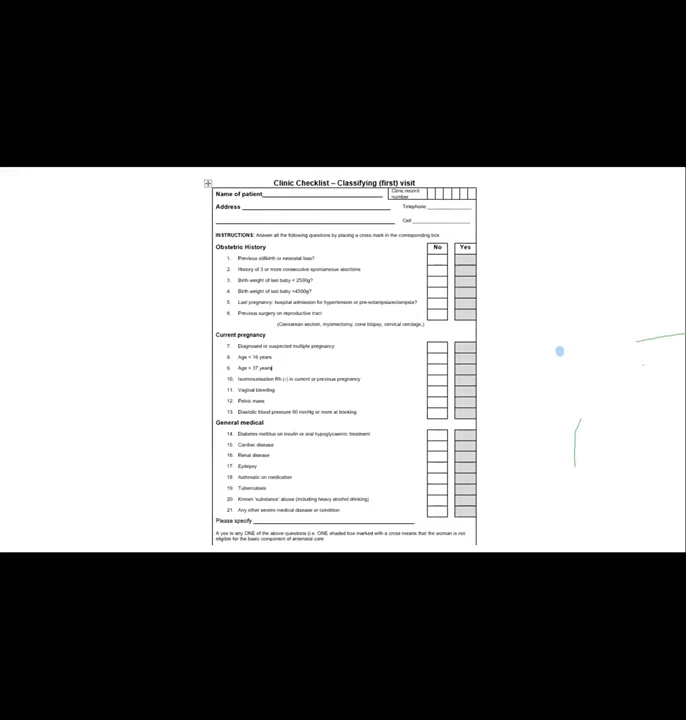 Clinic Checklist – Classifying (first) visit
Name of patient
Clinic record number
Address
Telephone
Cell
INSTRUCTIONS: Answer all the following questions by placing a cross mark in the corresponding box
Obstetric History No Yes
1. Previous stillbirth or neonatal loss?
2. History of 3 or more consecutive spontaneous abortions
3. Birth weight of last baby < 2500g?
4. Birth weight of last baby >4500g?
5. Last pregnancy: hospital admission for hypertension or pre-eclampsia/eclampsia?
6. Previous surgery on reproductive tract
(Caesarean section, myomectomy, cone biopsy, cervical cerclage,)
Current pregnancy
7. Diagnosed or suspected multiple pregnancy
8. Age < 16 years
9. Age > 37 years
10. Isoimmunisation Rh (-) in current or previous pregnancy
11. Vaginal bleeding
12. Pelvic mass
13. Diastolic blood pressure 90 mmHg or more at booking
General medical
14. Diabetes mellitus on insulin or oral hypoglycaemic treatment
15. Cardiac disease
16. Renal disease
17. Epilepsy
18. Asthmatic on medication
19. Tuberculosis
20. Known 'substance' abuse (including heavy alcohol drinking)
21. Any other severe medical disease or condition
Please specify
A yes to any ONE of the above questions (i.e. ONE shaded box marked with a cross means that the woman is not
eligible for the basic component of antenatal care